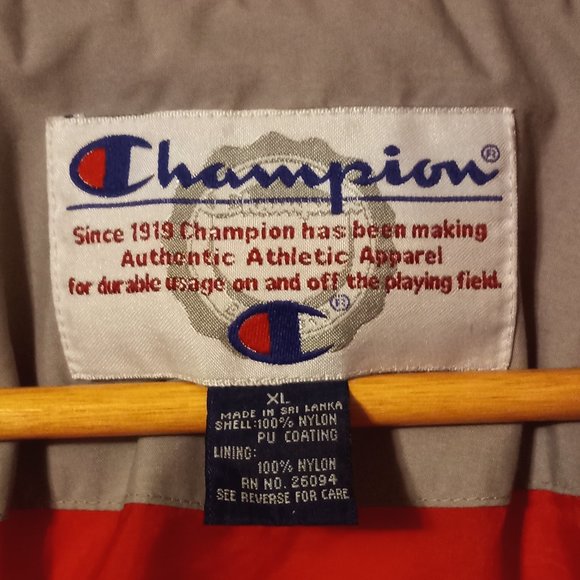 Champion®
Since 1919 Champion has been making
Authentic Athletic Apparel
for durable usage on and off the playing field.
®
XL
MADE IN SRI LANKA
SHELL:100% NYLON
PU COATING
LINING:
100% NYLON
RN NO. 26094
SEE REVERSE FOR CARE